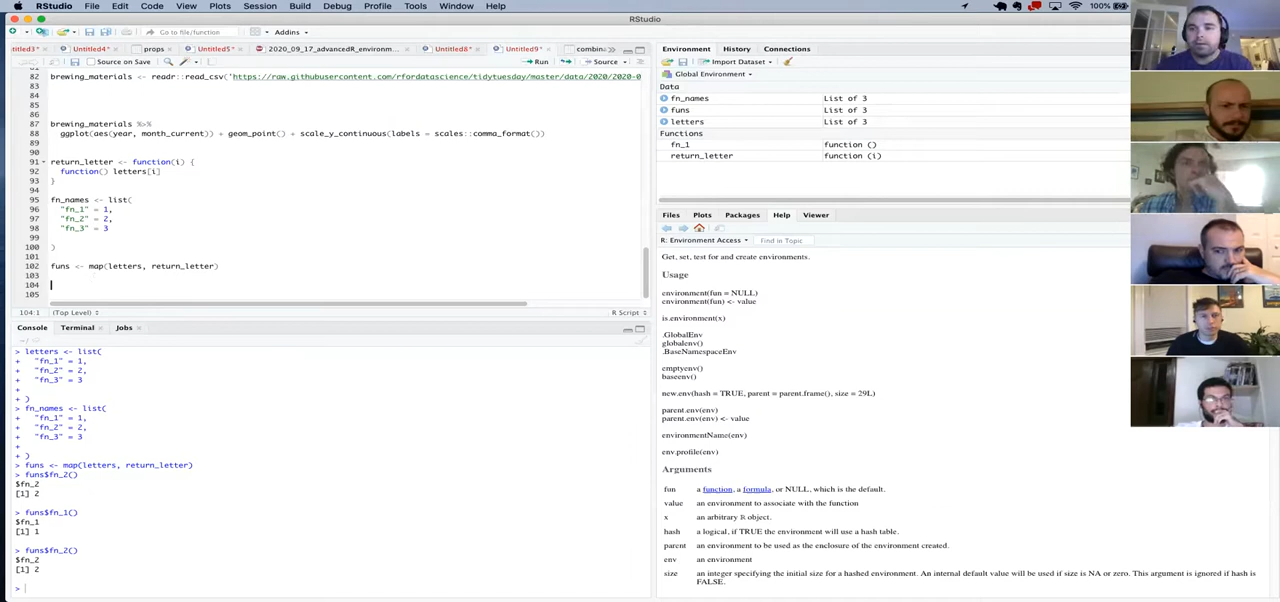 RStudio File Edit Code View Plots Session Build Debug Profile Tools Window Help 100%
RStudio
Go to file/function Addins
Untitled4* props Untitled5* 2020_09_17_advancedR_environm... Untitled8* Untitled9* combina
Source on Save Run Source
82 brewing_materials <- readr::read_csv('https://raw.githubusercontent.com/rfordatascience/tidytuesday/master/data/2020/2020-0
83
84
85
86
87 brewing_materials %>%
88 ggplot(aes(year, month_current)) + geom_point() + scale_y_continuous(labels = scales::comma_format())
89
90
91 return_letter <- function(i) {
92 function() letters[i]
93 }
94
95 fn_names <- list(
96 "fn_1" = 1,
97 "fn_2" = 2,
98 "fn_3" = 3
99
100 )
101
102 funs <- map(letters, return_letter)
103
104
105
104:1 (Top Level) R Script
Console Terminal Jobs
> letters <- list(
+ "fn_1" = 1,
+ "fn_2" = 2,
+ "fn_3" = 3
+
+ )
> fn_names <- list(
+ "fn_1" = 1,
+ "fn_2" = 2,
+ "fn_3" = 3
+
+ )
> funs <- map(letters, return_letter)
> funs$fn_2()
$fn_2
[1] 2
> funs$fn_1()
$fn_1
[1] 1
> funs$fn_2()
$fn_2
[1] 2
>
Environment History Connections
Import Dataset
Global Environment
Data
fn_names List of 3
funs List of 3
letters List of 3
Functions
fn_1 function ()
return_letter function (i)
Files Plots Packages Help Viewer
R: Environment Access Find in Topic
Get, set, test for and create environments.
Usage
environment(fun = NULL)
environment(fun) <- value
is.environment(x)
.GlobalEnv
globalenv()
.BaseNamespaceEnv
emptyenv()
baseenv()
new.env(hash = TRUE, parent = parent.frame(), size = 29L)
parent.env(env)
parent.env(env) <- value
environmentName(env)
env.profile(env)
Arguments
fun a function, a formula, or NULL, which is the default.
value an environment to associate with the function
x an arbitrary R object.
hash a logical, if TRUE the environment will use a hash table.
parent an environment to be used as the enclosure of the environment created.
env an environment
size an integer specifying the initial size for a hashed environment. An internal default value will be used if size is NA or zero. This argument is ignored if hash is
FALSE.